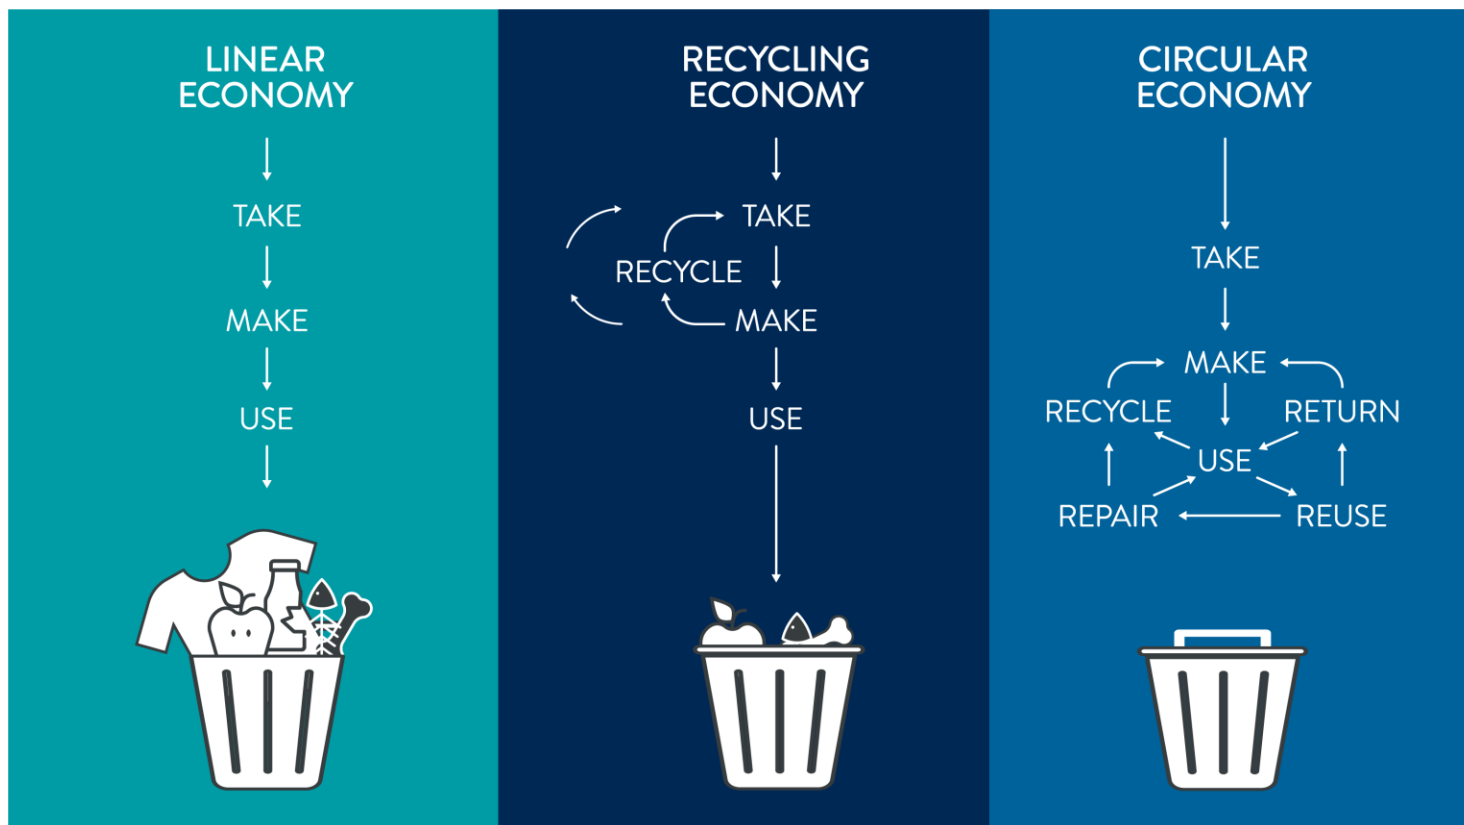 LINEAR
ECONOMY
TAKE
MAKE
USE
RECYCLING
ECONOMY
TAKE
RECYCLE
MAKE
USE
CIRCULAR
ECONOMY
TAKE
MAKE
RECYCLE
RETURN
USE
REPAIR
REUSE